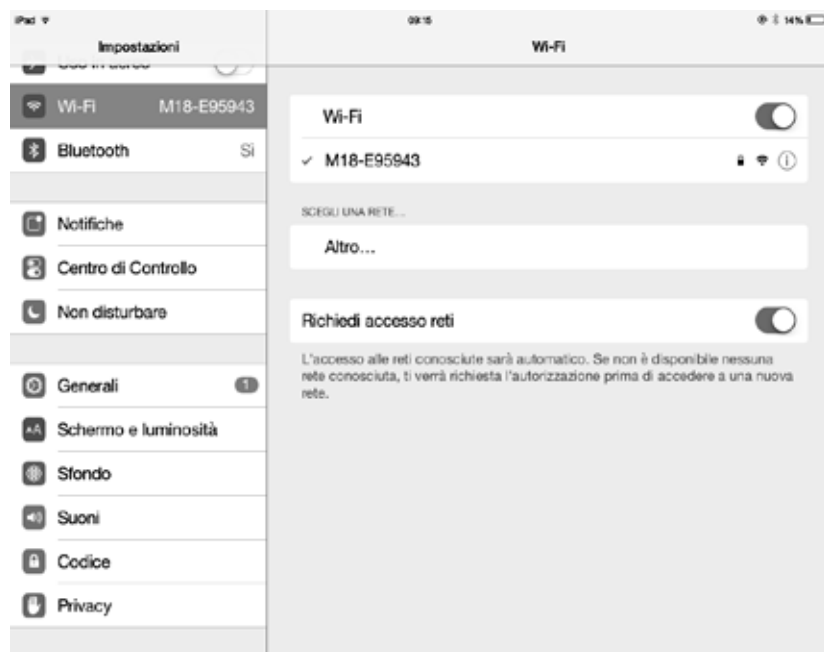 iPad
09:15
14%
Impostazioni
Wi-Fi
Uso in aereo
Wi-Fi M18-E95943
Bluetooth Sì
Notifiche
Centro di Controllo
Non disturbare
Generali 1
Schermo e luminosità
Sfondo
Suoni
Codice
Privacy
Wi-Fi
M18-E95943
SCEGLI UNA RETE...
Altro...
Richiedi accesso reti
L'accesso alle reti conosciute sarà automatico. Se non è disponibile nessuna
rete conosciuta, ti verrà richiesta l'autorizzazione prima di accedere a una nuova
rete.